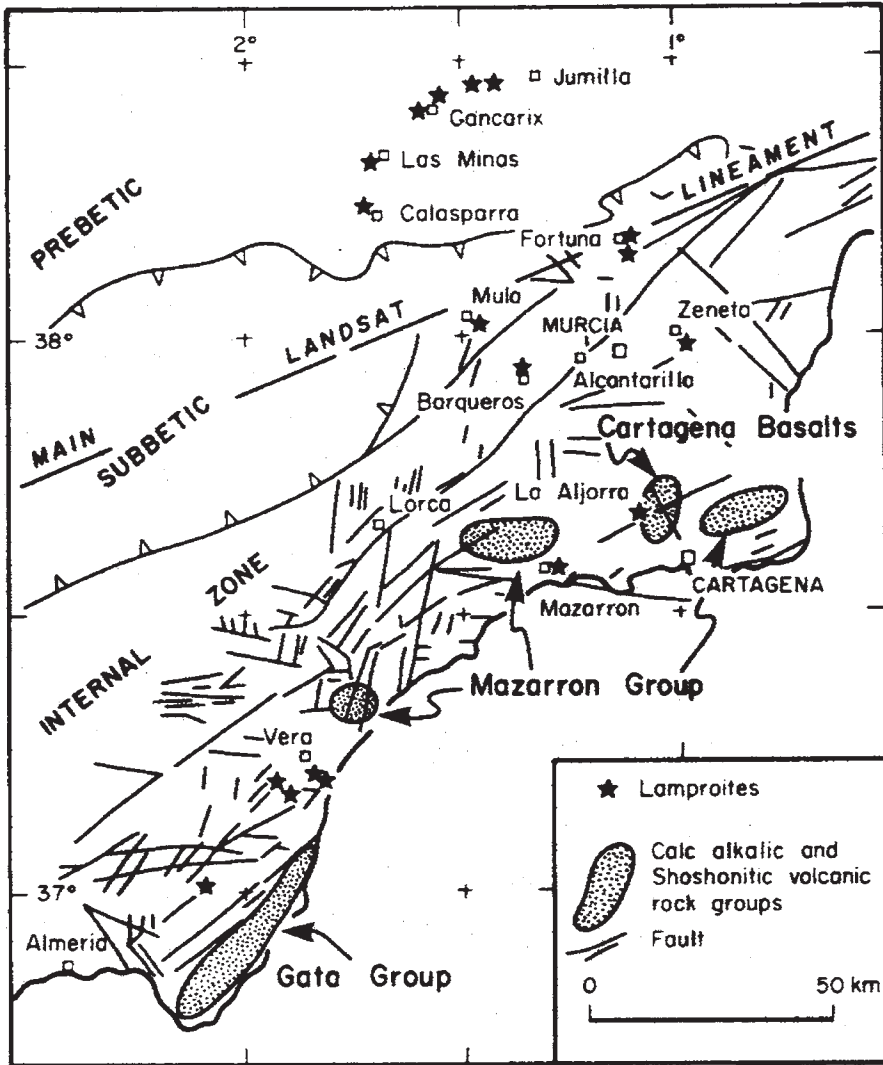 2°
1°
Jumilla
Gancarix
Las Minas
Calasparra
PREBETIC
LINEAMENT
Fortuna
Mula
MURCIA
Zeneta
38°
LANDSAT
Alcantarilla
Barqueros
MAIN
SUBBETIC
Cartagena Basalts
La Aljorra
Lorca
ZONE
CARTAGENA
Mazarron
INTERNAL
Mazarron Group
Vera
37°
Almeria
Gata Group
Lamproites
Calc alkalic and
Shoshonitic volcanic
rock groups
Fault
0 50 km
2°